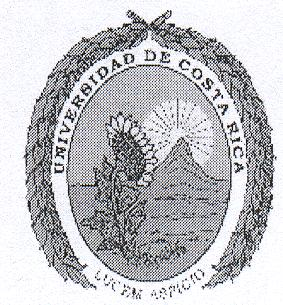 UNIVERSIDAD DE COSTA RICA
LUCEM ASPICIO